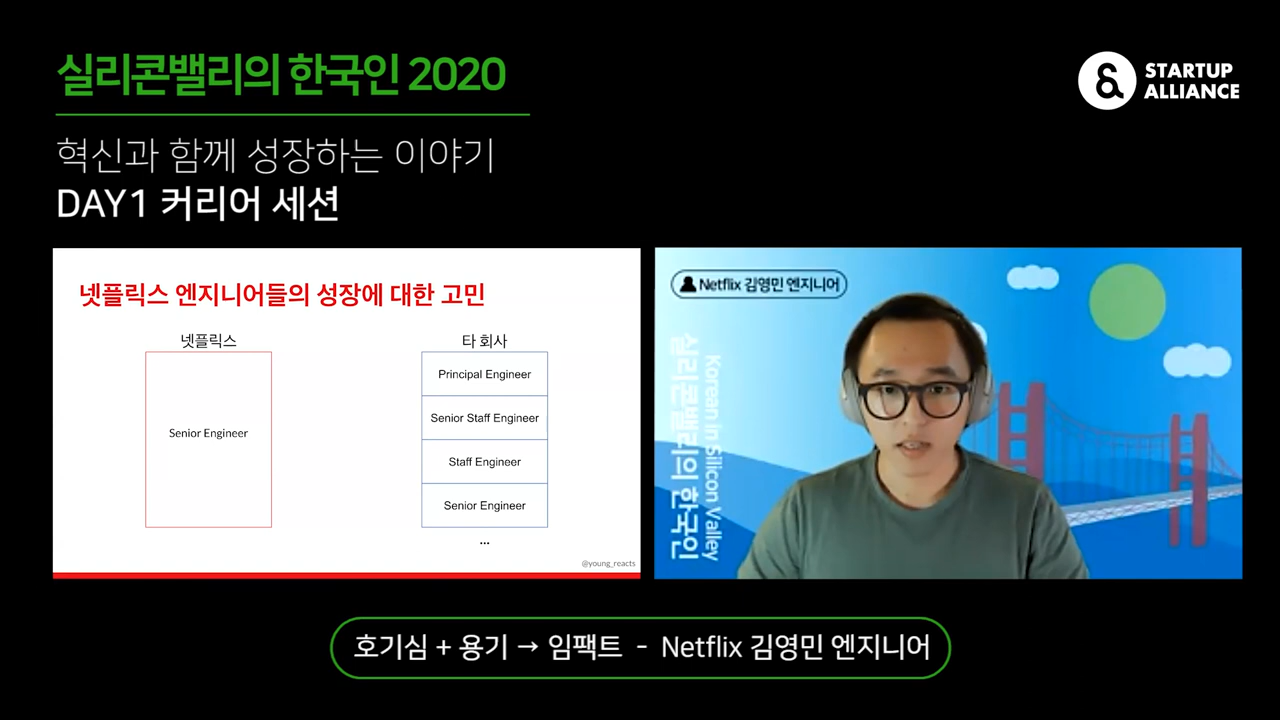 실리콘밸리의 한국인 2020
혁신과 함께 성장하는 이야기
DAY1 커리어 세션
STARTUP
ALLIANCE
넷플릭스 엔지니어들의 성장에 대한 고민
넷플릭스
Senior Engineer
타 회사
Principal Engineer
Senior Staff Engineer
Staff Engineer
Senior Engineer
...
@young_reacts
Netflix 김영민 엔지니어
Korean in Silicon Valley
실리콘밸리의 한국인
호기심 + 용기 → 임팩트 - Netflix 김영민 엔지니어